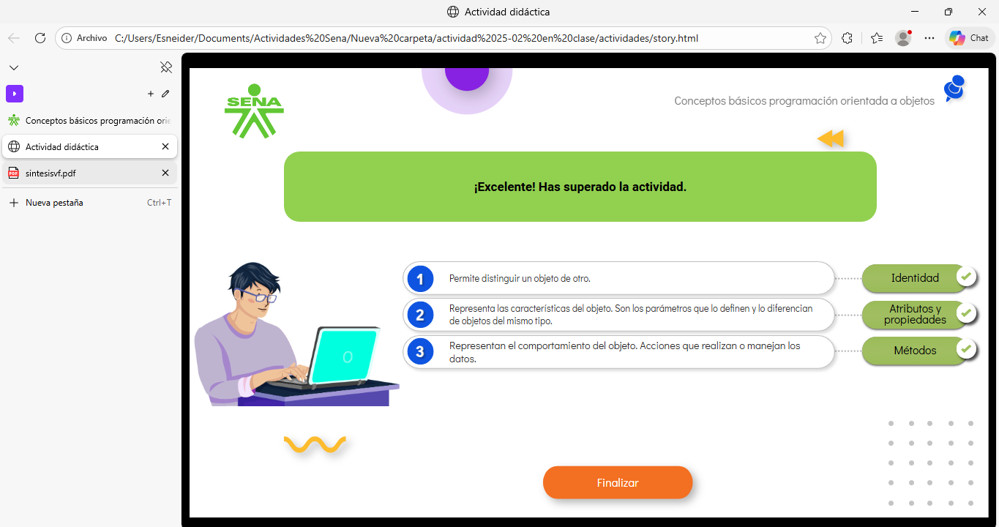 Actividad didáctica
Archivo C:/Users/Esneider/Documents/Actividades%20Sena/Nueva%20carpeta/actividad%2025-02%20en%20clase/actividades/story.html
Chat
Conceptos básicos programación orie
Actividad didáctica
PDF sintesisvf.pdf
Nueva pestaña Ctrl+T
SENA
Conceptos básicos programación orientada a objetos
¡Excelente! Has superado la actividad.
1 Permite distinguir un objeto de otro.
Identidad
2 Representa las características del objeto. Son los parámetros que lo definen y lo diferencian
de objetos del mismo tipo.
Atributos y
propiedades
3 Representan el comportamiento del objeto. Acciones que realizan o manejan los
datos.
Métodos
Finalizar